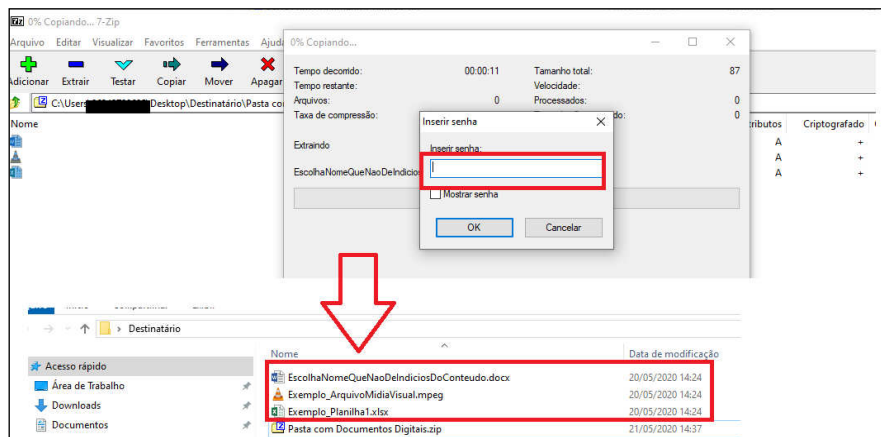 0% Copiando... 7-Zip
Arquivo Editar Visualizar Favoritos Ferramentas Ajuda
Adicionar Extrair Testar Copiar Mover Apagar
C:\Users\ \Desktop\Destinatário\Pasta co
Nome
0% Copiando...
Tempo decorrido: 00:00:11 Tamanho total: 87
Tempo restante: Velocidade:
Arquivos: 0 Processados: 0
Taxa de compressão: do: 0
Extraindo
EscolhaNomeQueNaoDeIndicios
Inserir senha
Inserir senha:
Mostrar senha
OK Cancelar
tributos Criptografado
A +
A +
A +
Destinatário
Acesso rápido
Área de Trabalho
Downloads
Documentos
Nome Data de modificação
EscolhaNomeQueNaoDeIndiciosDoConteudo.docx 20/05/2020 14:24
Exemplo_ArquivoMidiaVisual.mpeg 20/05/2020 14:24
Exemplo_Planilha1.xlsx 20/05/2020 14:24
Pasta com Documentos Digitais.zip 21/05/2020 14:37